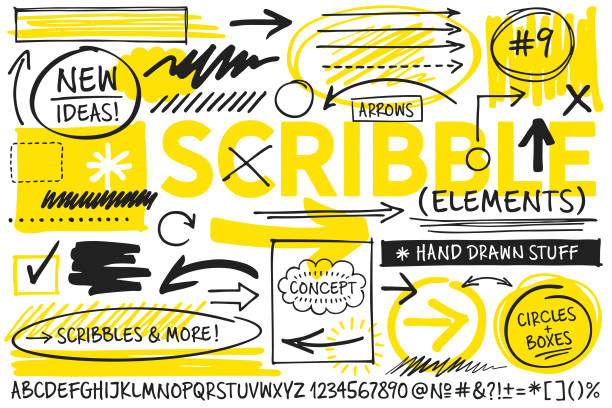 #9
NEW
IDEAS!
ARROWS
SCRIBBLE
(ELEMENTS)
* HAND DRAWN STUFF
CONCEPT
CIRCLES
+
BOXES
→ SCRIBBLES & MORE!
ABCDEFGHIJKLMNOPQRSTUVWXYZ 1234567890 @ № # & ? ! ± = * [ ] ( ) %